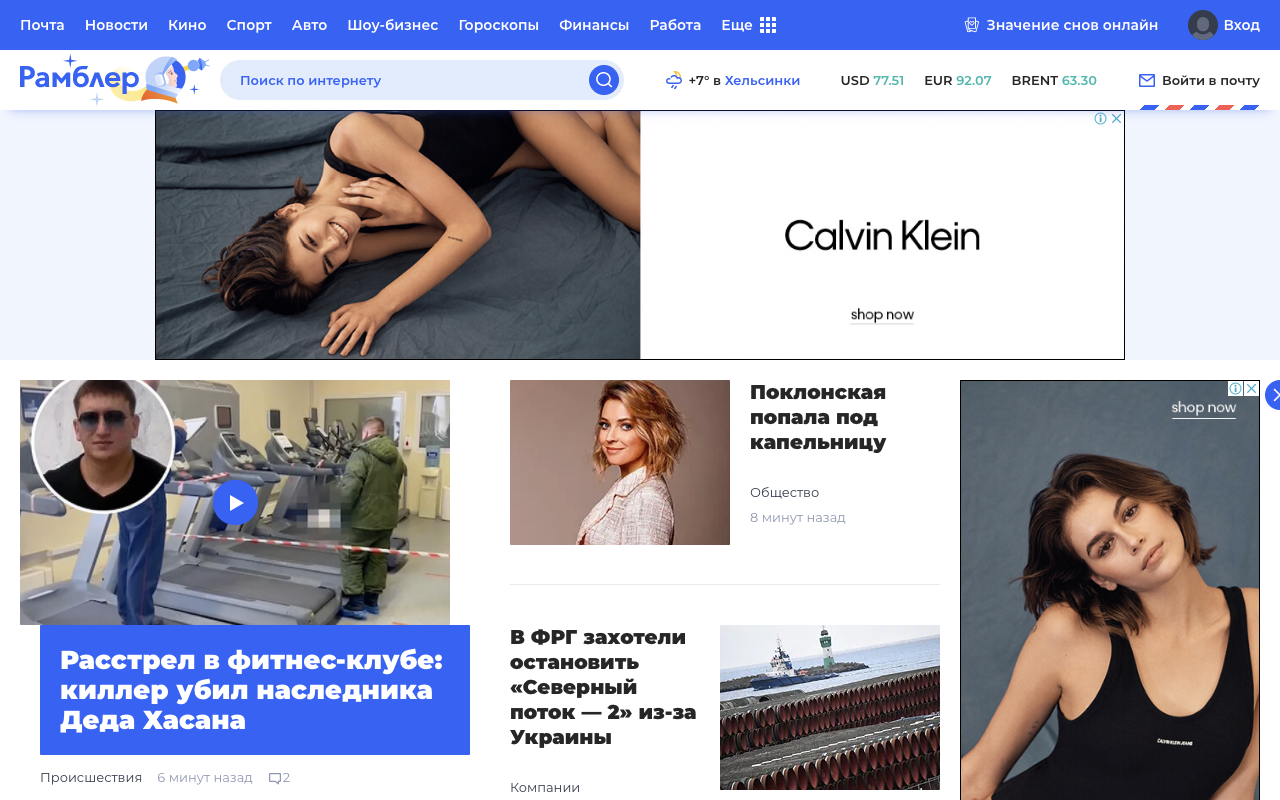 Почта Новости Кино Спорт Авто Шоу-бизнес Гороскопы Финансы Работа Еще Значение снов онлайн Вход
Рамблер Поиск по интернету +7° в Хельсинки USD 77.51 EUR 92.07 BRENT 63.30 Войти в почту
Calvin Klein
shop now
Расстрел в фитнес-клубе:
киллер убил наследника
Деда Хасана
Происшествия 6 минут назад 2
Поклонская
попала под
капельницу
Общество
8 минут назад
В ФРГ захотели
остановить
«Северный
поток — 2» из-за
Украины
Компании
shop now
CALVIN KLEIN JEANS